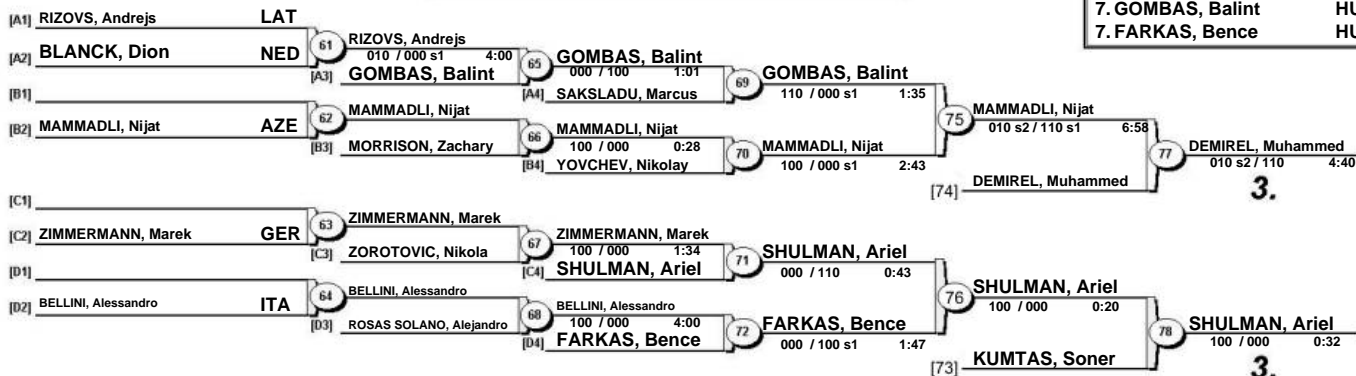 7. GOMBAS, Balint HU
7. FARKAS, Bence HU
[A1] RIZOVS, Andrejs LAT
[A2] BLANCK, Dion NED
61 RIZOVS, Andrejs
010 / 000 s1 4:00
[A3] GOMBAS, Balint
65 GOMBAS, Balint
000 / 100 1:01
[A4] SAKSLADU, Marcus
69 GOMBAS, Balint
110 / 000 s1 1:35
[B1]
[B2] MAMMADLI, Nijat AZE
62 MAMMADLI, Nijat
[B3] MORRISON, Zachary
66 MAMMADLI, Nijat
100 / 000 0:28
[B4] YOVCHEV, Nikolay
70 MAMMADLI, Nijat
100 / 000 s1 2:43
75 MAMMADLI, Nijat
010 s2 / 110 s1 6:58
[74] DEMIREL, Muhammed
77 DEMIREL, Muhammed
010 s2 / 110 4:40
3.
[C1]
[C2] ZIMMERMANN, Marek GER
63 ZIMMERMANN, Marek
[C3] ZOROTOVIC, Nikola
67 ZIMMERMANN, Marek
100 / 000 1:34
[C4] SHULMAN, Ariel
71 SHULMAN, Ariel
000 / 110 0:43
[D1]
[D2] BELLINI, Alessandro ITA
64 BELLINI, Alessandro
[D3] ROSAS SOLANO, Alejandro
68 BELLINI, Alessandro
100 / 000 4:00
[D4] FARKAS, Bence
72 FARKAS, Bence
000 / 100 s1 1:47
76 SHULMAN, Ariel
100 / 000 0:20
[73] KUMTAS, Soner
78 SHULMAN, Ariel
100 / 000 0:32
3.